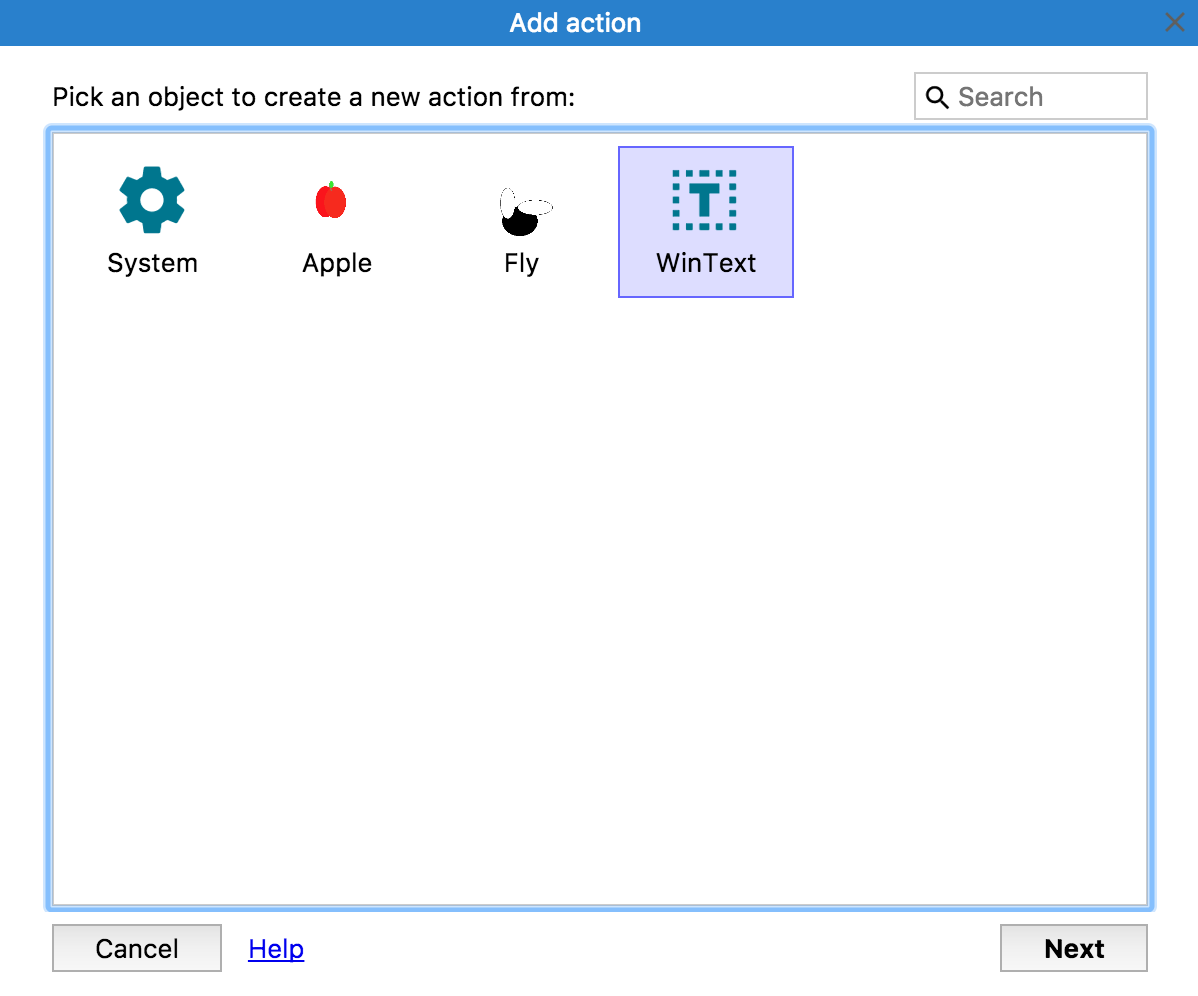 Add action
Pick an object to create a new action from:
Search
System
Apple
Fly
WinText
Cancel
Help
Next